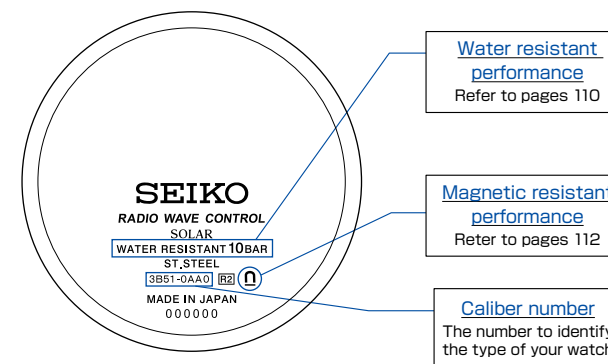 SEIKO
RADIO WAVE CONTROL
SOLAR
WATER RESISTANT 10BAR
ST.STEEL
3B51-0AA0 R2
MADE IN JAPAN
000000
Water resistant
performance
Refer to pages 110
Magnetic resistant
performance
Reter to pages 112
Caliber number
The number to identify
the type of your watch